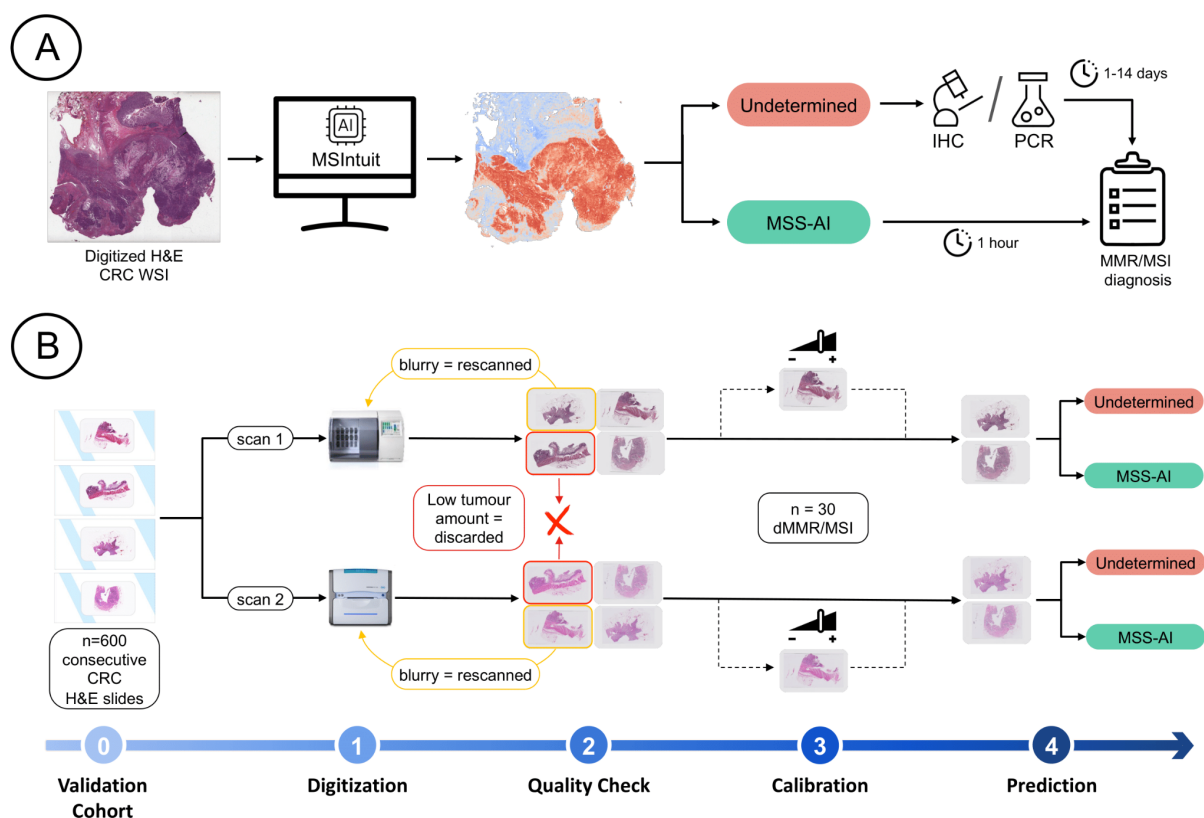 A
Digitized H&E
CRC WSI
AI
MSIntuit
Undetermined
MSS-AI
IHC
PCR
1-14 days
1 hour
MMR/MSI
diagnosis
B
n=600
consecutive
CRC
H&E slides
scan 1
scan 2
blurry = rescanned
Low tumour
amount =
discarded
blurry = rescanned
- +
n = 30
dMMR/MSI
- +
Undetermined
MSS-AI
Undetermined
MSS-AI
0
Validation
Cohort
1
Digitization
2
Quality Check
3
Calibration
4
Prediction